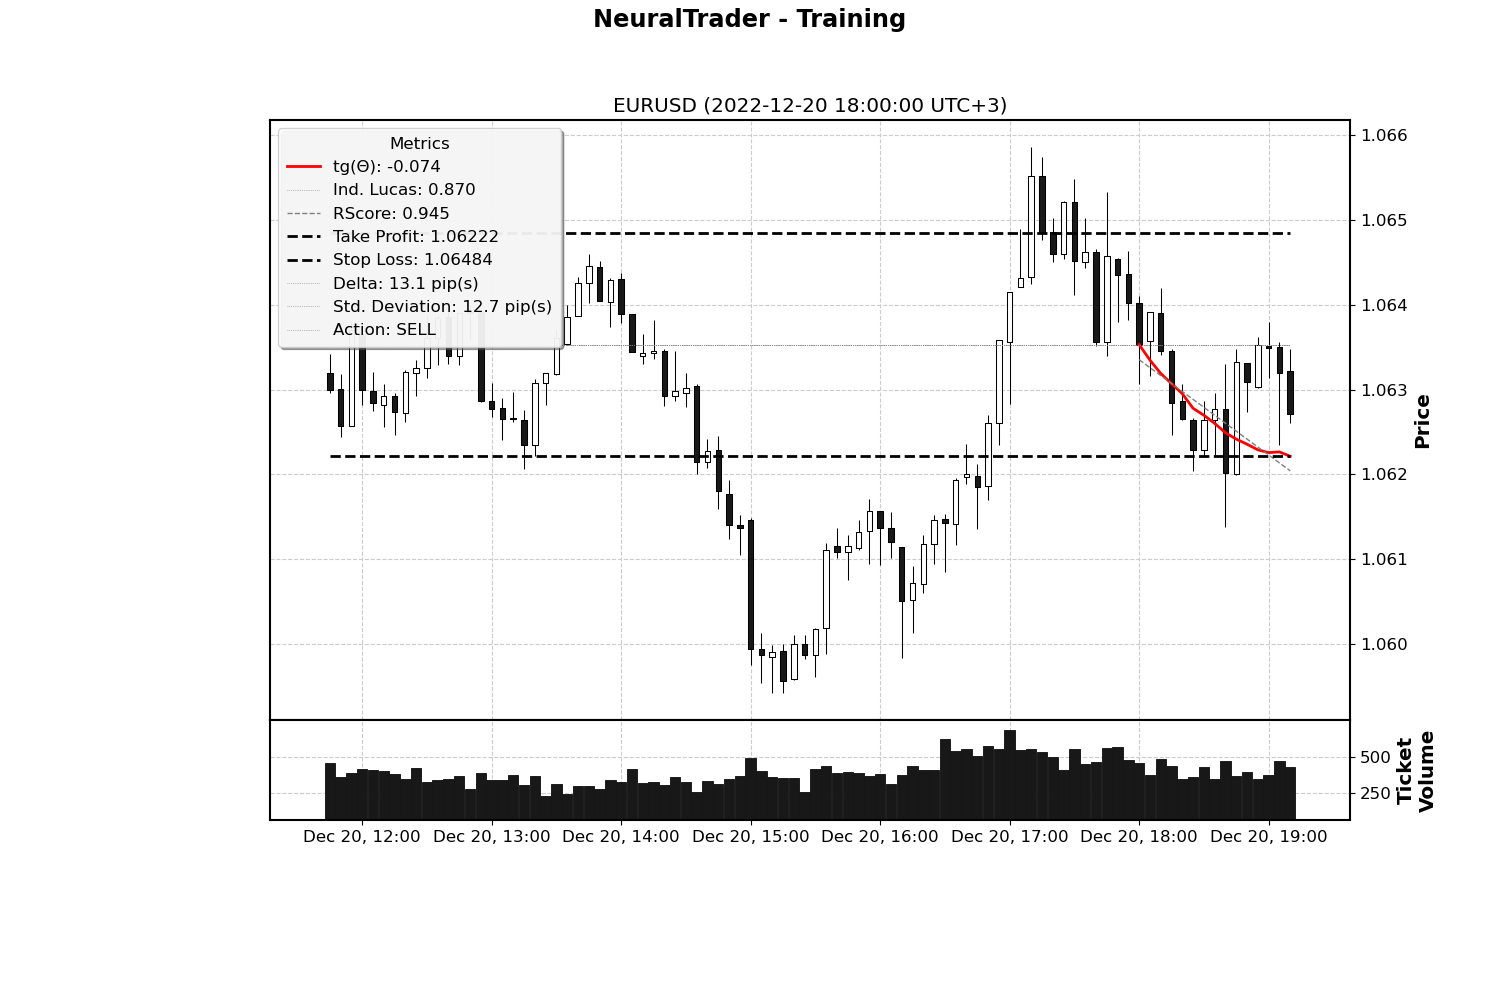 NeuralTrader - Training
EURUSD (2022-12-20 18:00:00 UTC+3)
Metrics
tg(Θ): -0.074
Ind. Lucas: 0.870
RScore: 0.945
Take Profit: 1.06222
Stop Loss: 1.06484
Delta: 13.1 pip(s)
Std. Deviation: 12.7 pip(s)
Action: SELL
1.066
1.065
1.064
1.063
1.062
1.061
1.060
Price
500
250
Ticket
Volume
Dec 20, 12:00
Dec 20, 13:00
Dec 20, 14:00
Dec 20, 15:00
Dec 20, 16:00
Dec 20, 17:00
Dec 20, 18:00
Dec 20, 19:00